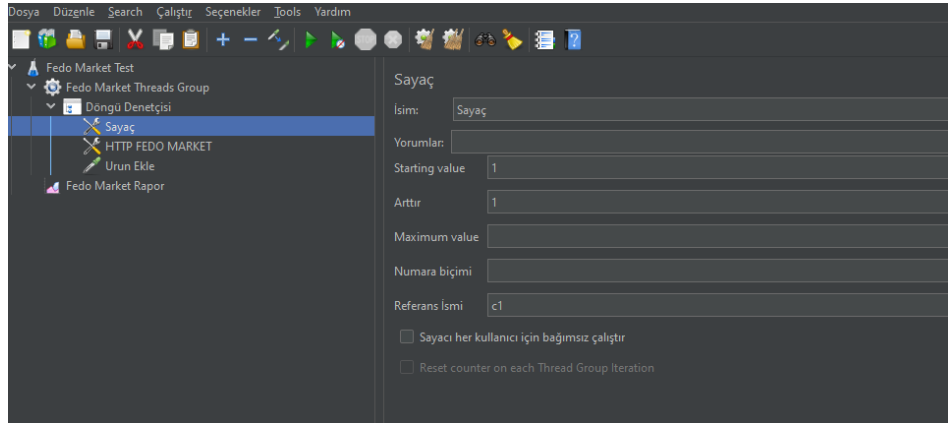 Dosya Düzenle Search Çalıştır Seçenekler Tools Yardım
Fedo Market Test
Fedo Market Threads Group
Döngü Denetçisi
Sayaç
HTTP FEDO MARKET
Urun Ekle
Fedo Market Rapor
Sayaç
İsim: Sayaç
Yorumlar:
Starting value 1
Arttır 1
Maximum value
Numara biçimi
Referans İsmi c1
Sayacı her kullanıcı için bağımsız çalıştır
Reset counter on each Thread Group Iteration